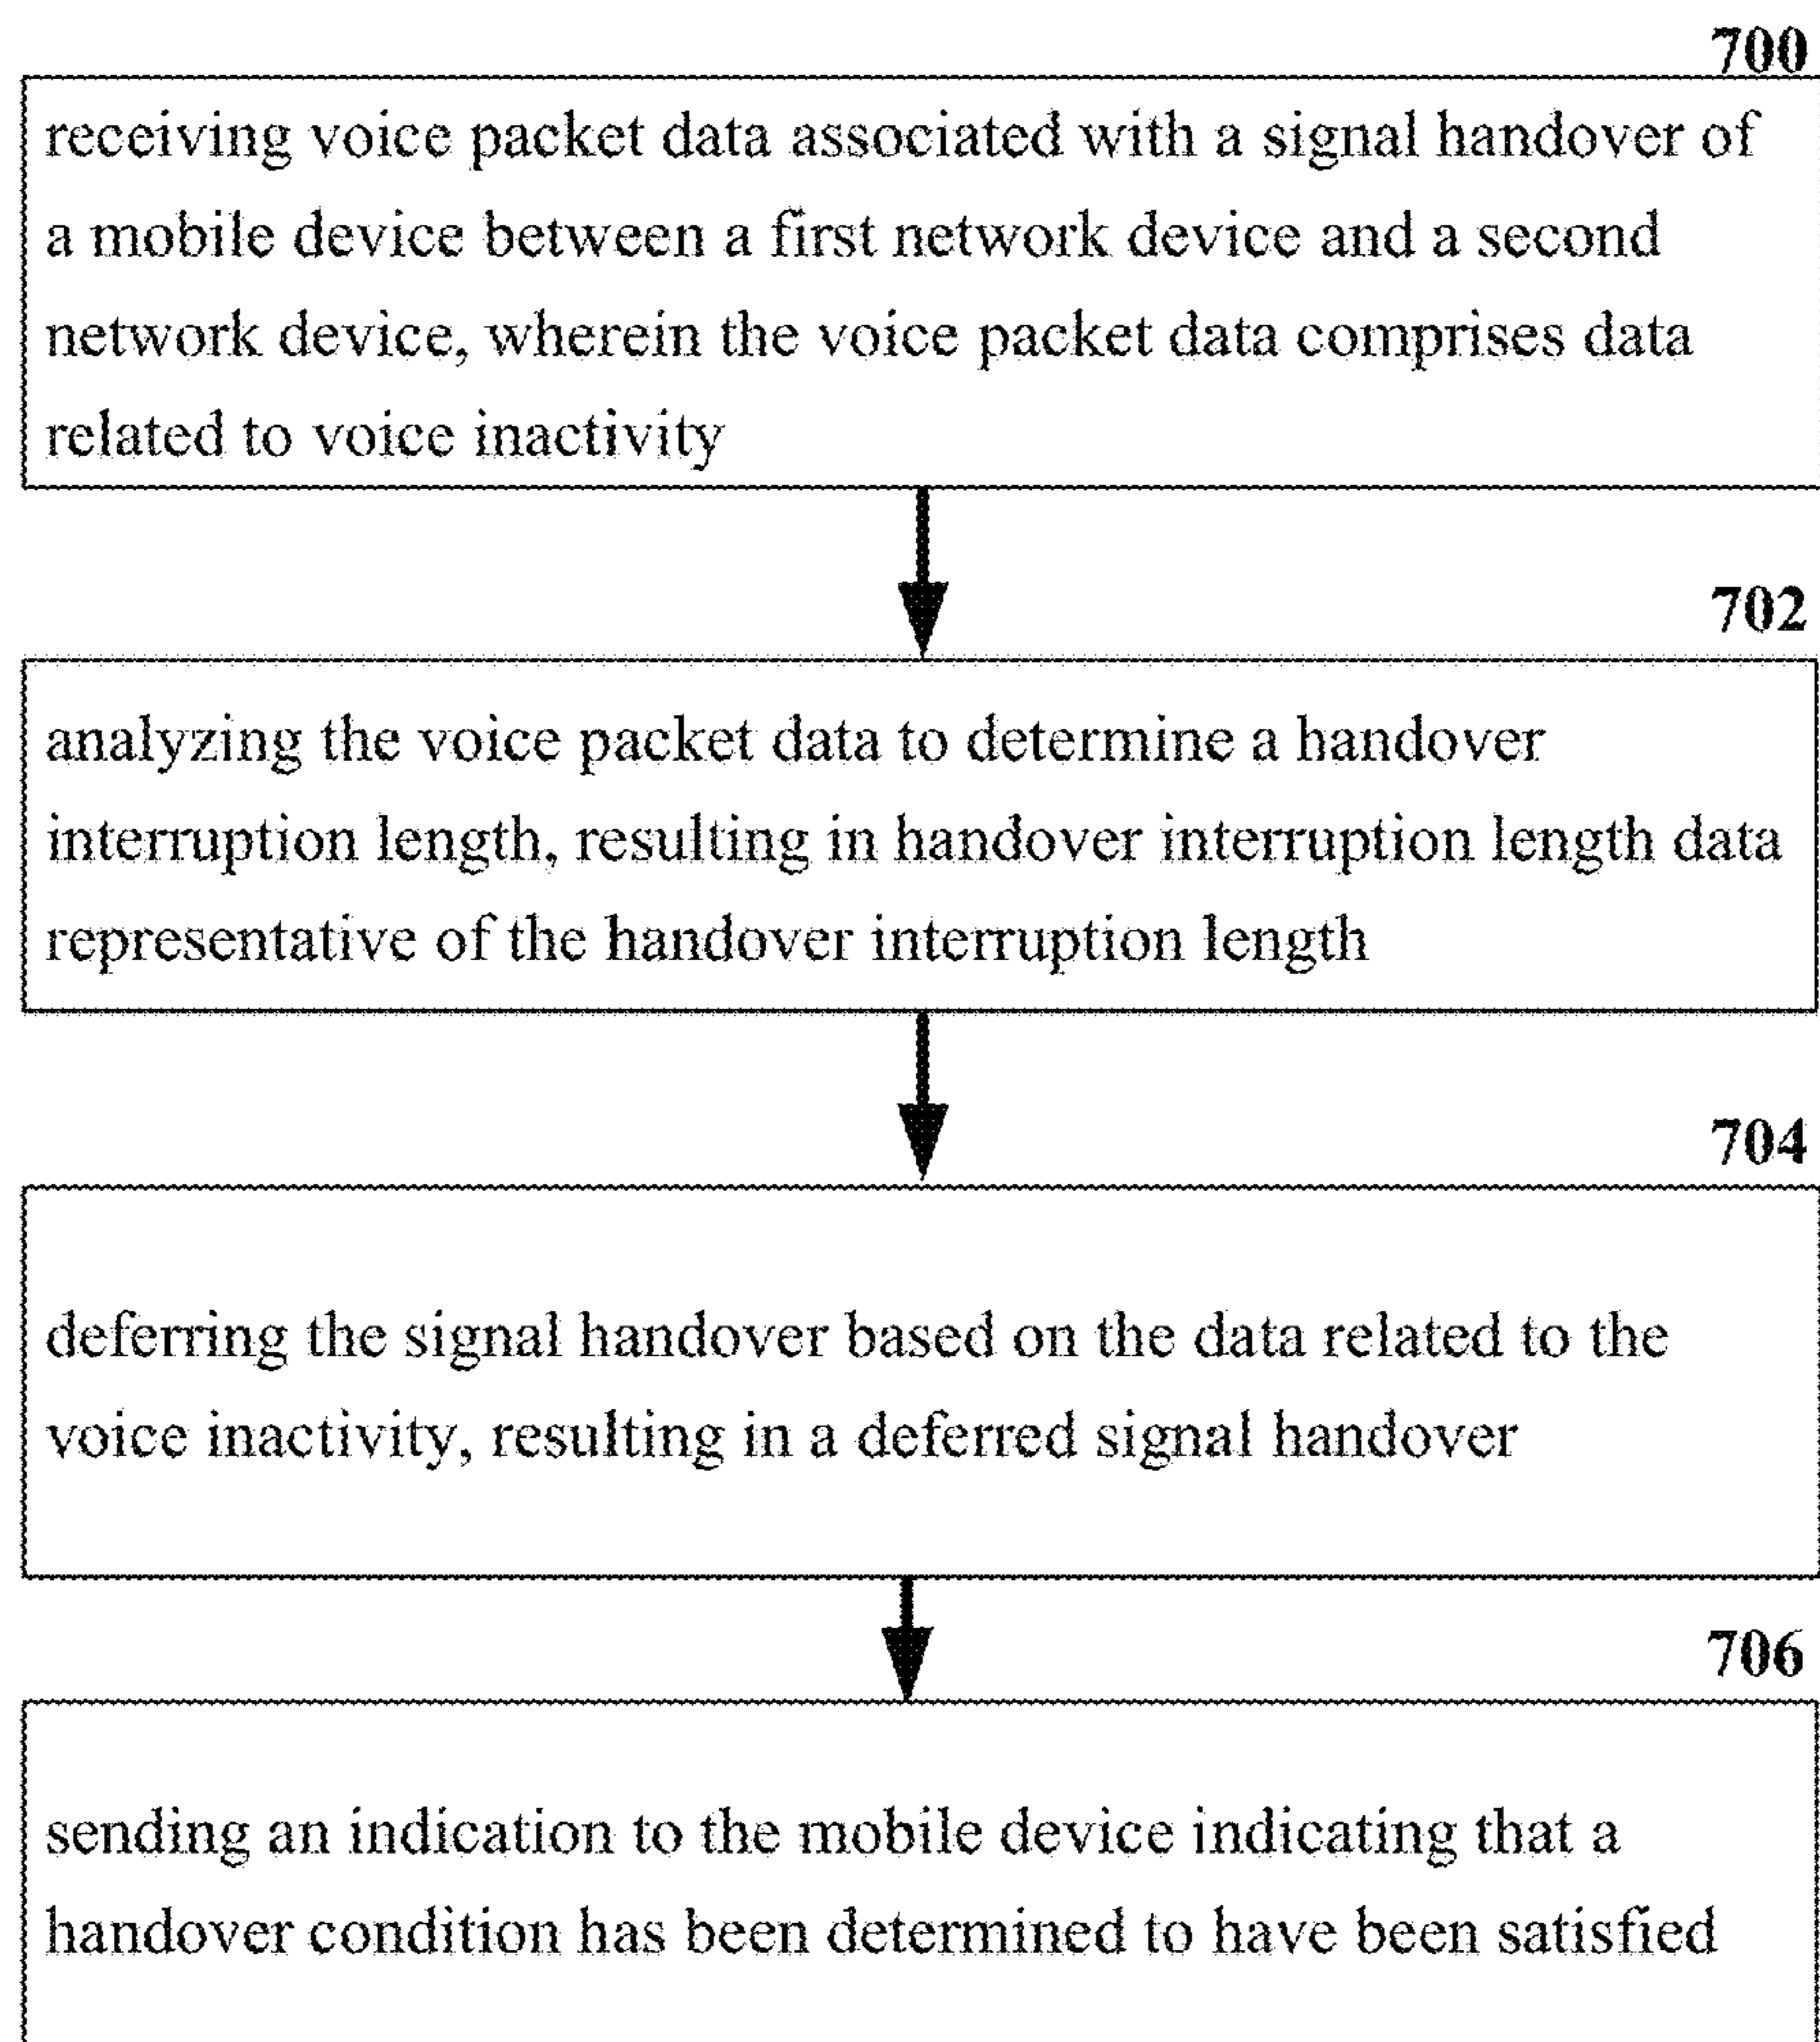 700
receiving voice packet data associated with a signal handover of
a mobile device between a first network device and a second
network device, wherein the voice packet data comprises data
related to voice inactivity
702
analyzing the voice packet data to determine a handover
interruption length, resulting in handover interruption length data
representative of the handover interruption length
704
deferring the signal handover based on the data related to the
voice inactivity, resulting in a deferred signal handover
706
sending an indication to the mobile device indicating that a
handover condition has been determined to have been satisfied